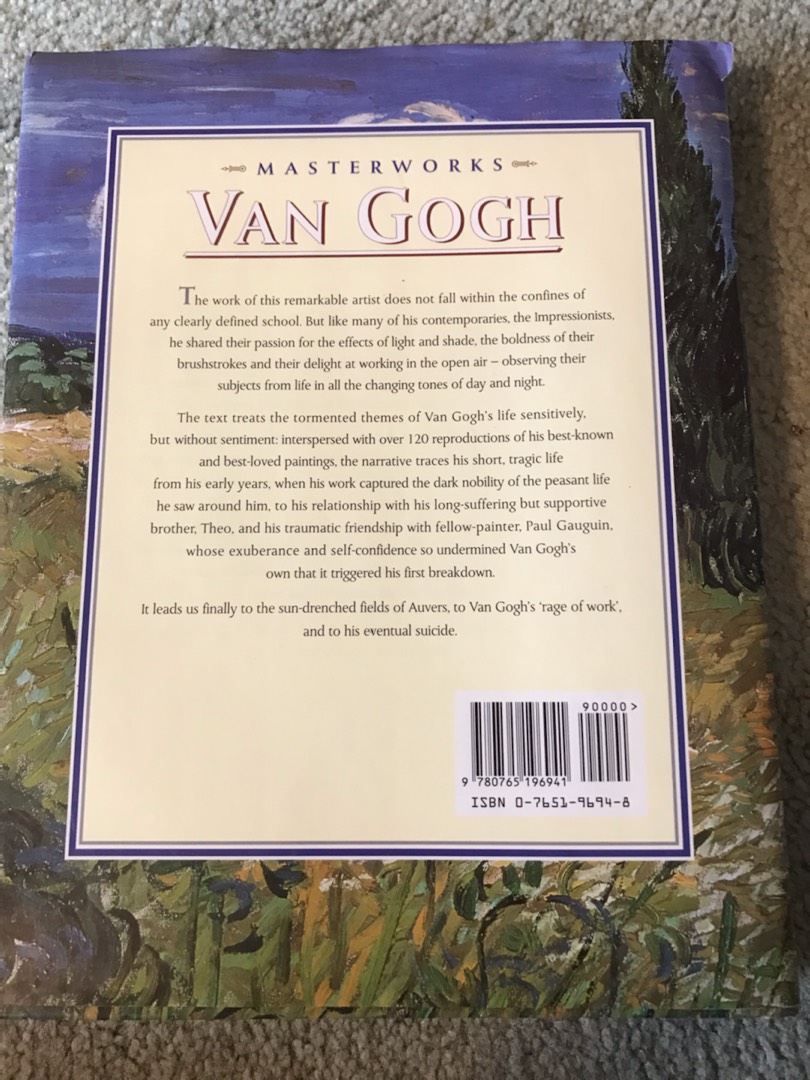 MASTERWORKS
VAN GOGH
The work of this remarkable artist does not fall within the confines of
any clearly defined school. But like many of his contemporaries, the Impressionists,
he shared their passion for the effects of light and shade, the boldness of their
brushstrokes and their delight at working in the open air – observing their
subjects from life in all the changing tones of day and night.
The text treats the tormented themes of Van Gogh's life sensitively,
but without sentiment: interspersed with over 120 reproductions of his best-known
and best-loved paintings, the narrative traces his short, tragic life
from his early years, when his work captured the dark nobility of the peasant life
he saw around him, to his relationship with his long-suffering but supportive
brother, Theo, and his traumatic friendship with fellow-painter, Paul Gauguin,
whose exuberance and self-confidence so undermined Van Gogh's
own that it triggered his first breakdown.
It leads us finally to the sun-drenched fields of Auvers, to Van Gogh's 'rage of work',
and to his eventual suicide.
90000>
9 780765 196941
ISBN 0-7651-9694-8